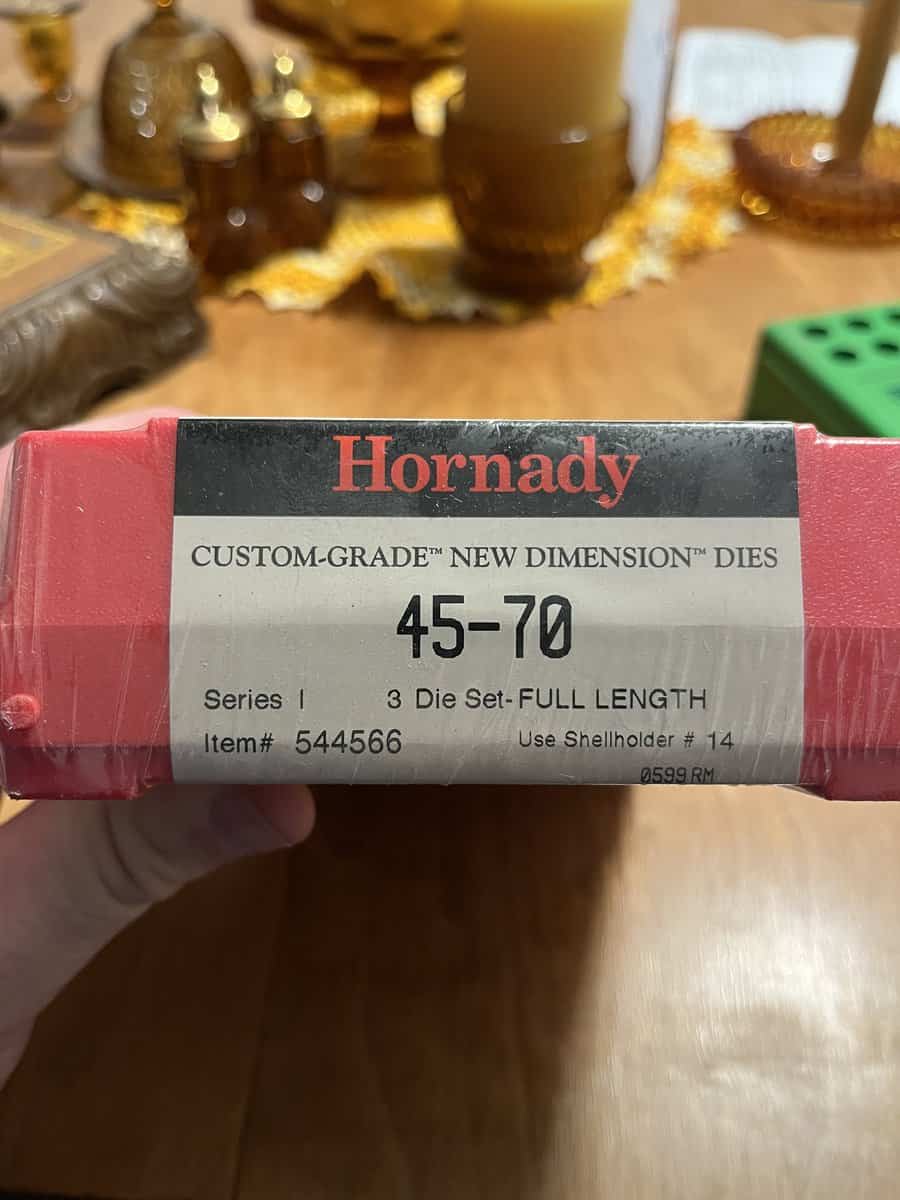 Hornady
CUSTOM-GRADE™ NEW DIMENSION™ DIES
45-70
Series I 3 Die Set- FULL LENGTH
Item# 544566 Use Shellholder # 14
0599 RM